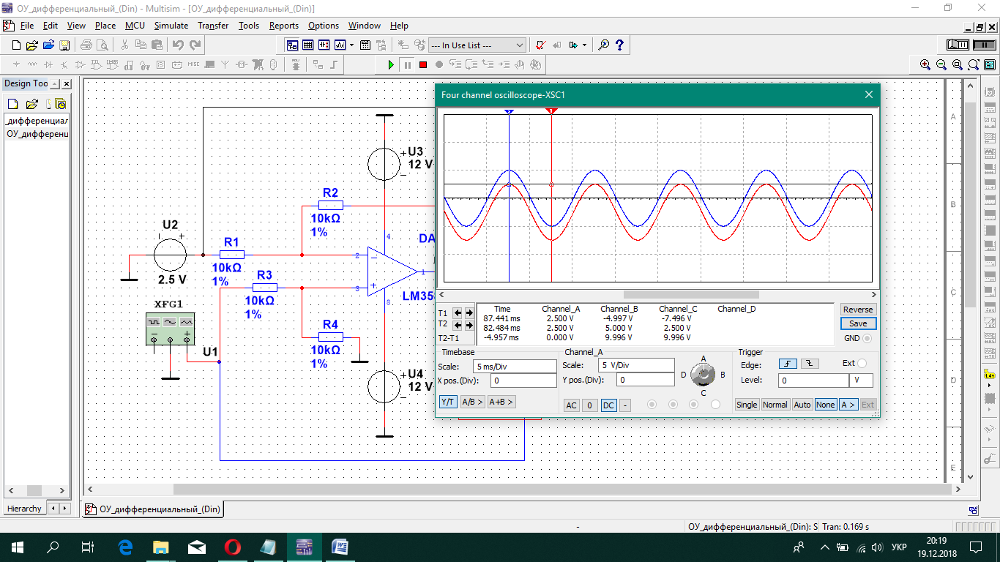 ОУ_дифференциальный_(Din) - Multisim - [ОУ_дифференциальный_(Din)]
File Edit View Place MCU Simulate Transfer Tools Reports Options Window Help
--- In Use List ---
MISC
Design Too
_дифференциал
ОУ_дифференц
Four channel oscilloscope-XSC1
2 1
A
B
C
D
E
U3
12 V
R2
10kΩ
1%
4
U2
2.5 V
R1
10kΩ
1%
DA
2
3
1
8
LM35
R3
10kΩ
1%
XFG1
R4
10kΩ
1%
U1
U4
12 V
Time Channel_A Channel_B Channel_C Channel_D
T1 87.441 ms 2.500 V -4.997 V -7.496 V
T2 82.484 ms 2.500 V 5.000 V 2.500 V
T2-T1 -4.957 ms 0.000 V 9.996 V 9.996 V
Reverse
Save
GND
Timebase
Scale: 5 ms/Div
X pos.(Div): 0
Y/T A/B > A+B >
Channel_A
Scale: 5 V/Div
Y pos.(Div): 0
AC 0 DC -
A
D B
C
Trigger
Edge: Ext
Level: 0 V
Single Normal Auto None A > Ext
1.4v
Hierarchy
ОУ_дифференциальный_(Din)
- ОУ_дифференциальный_(Din): S Tran: 0.169 s
УКР
20:19
19.12.2018